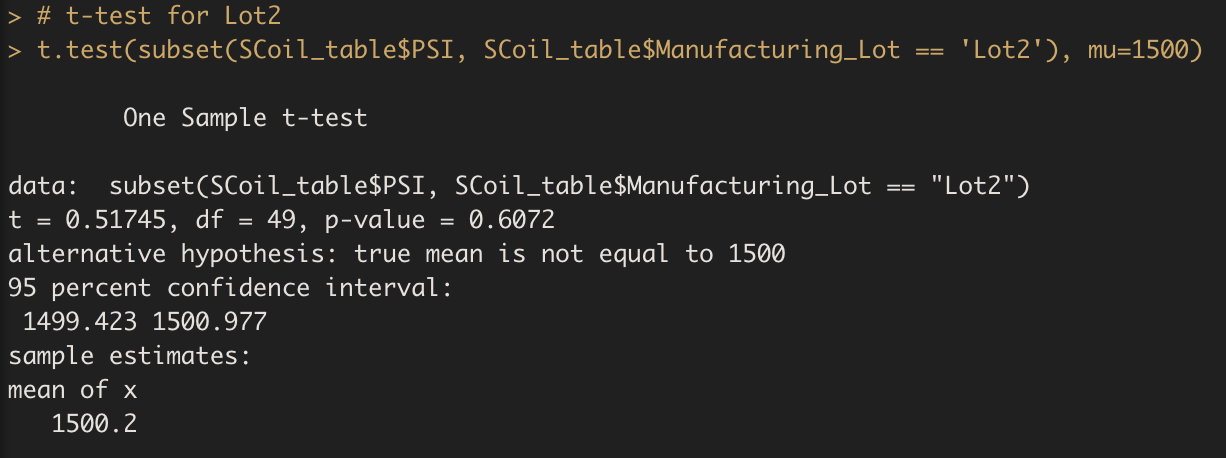 > # t-test for Lot2
> t.test(subset(SCoil_table$PSI, SCoil_table$Manufacturing_Lot == 'Lot2'), mu=1500)
One Sample t-test
data:  subset(SCoil_table$PSI, SCoil_table$Manufacturing_Lot == "Lot2")
t = 0.51745, df = 49, p-value = 0.6072
alternative hypothesis: true mean is not equal to 1500
95 percent confidence interval:
1499.423 1500.977
sample estimates:
mean of x
1500.2